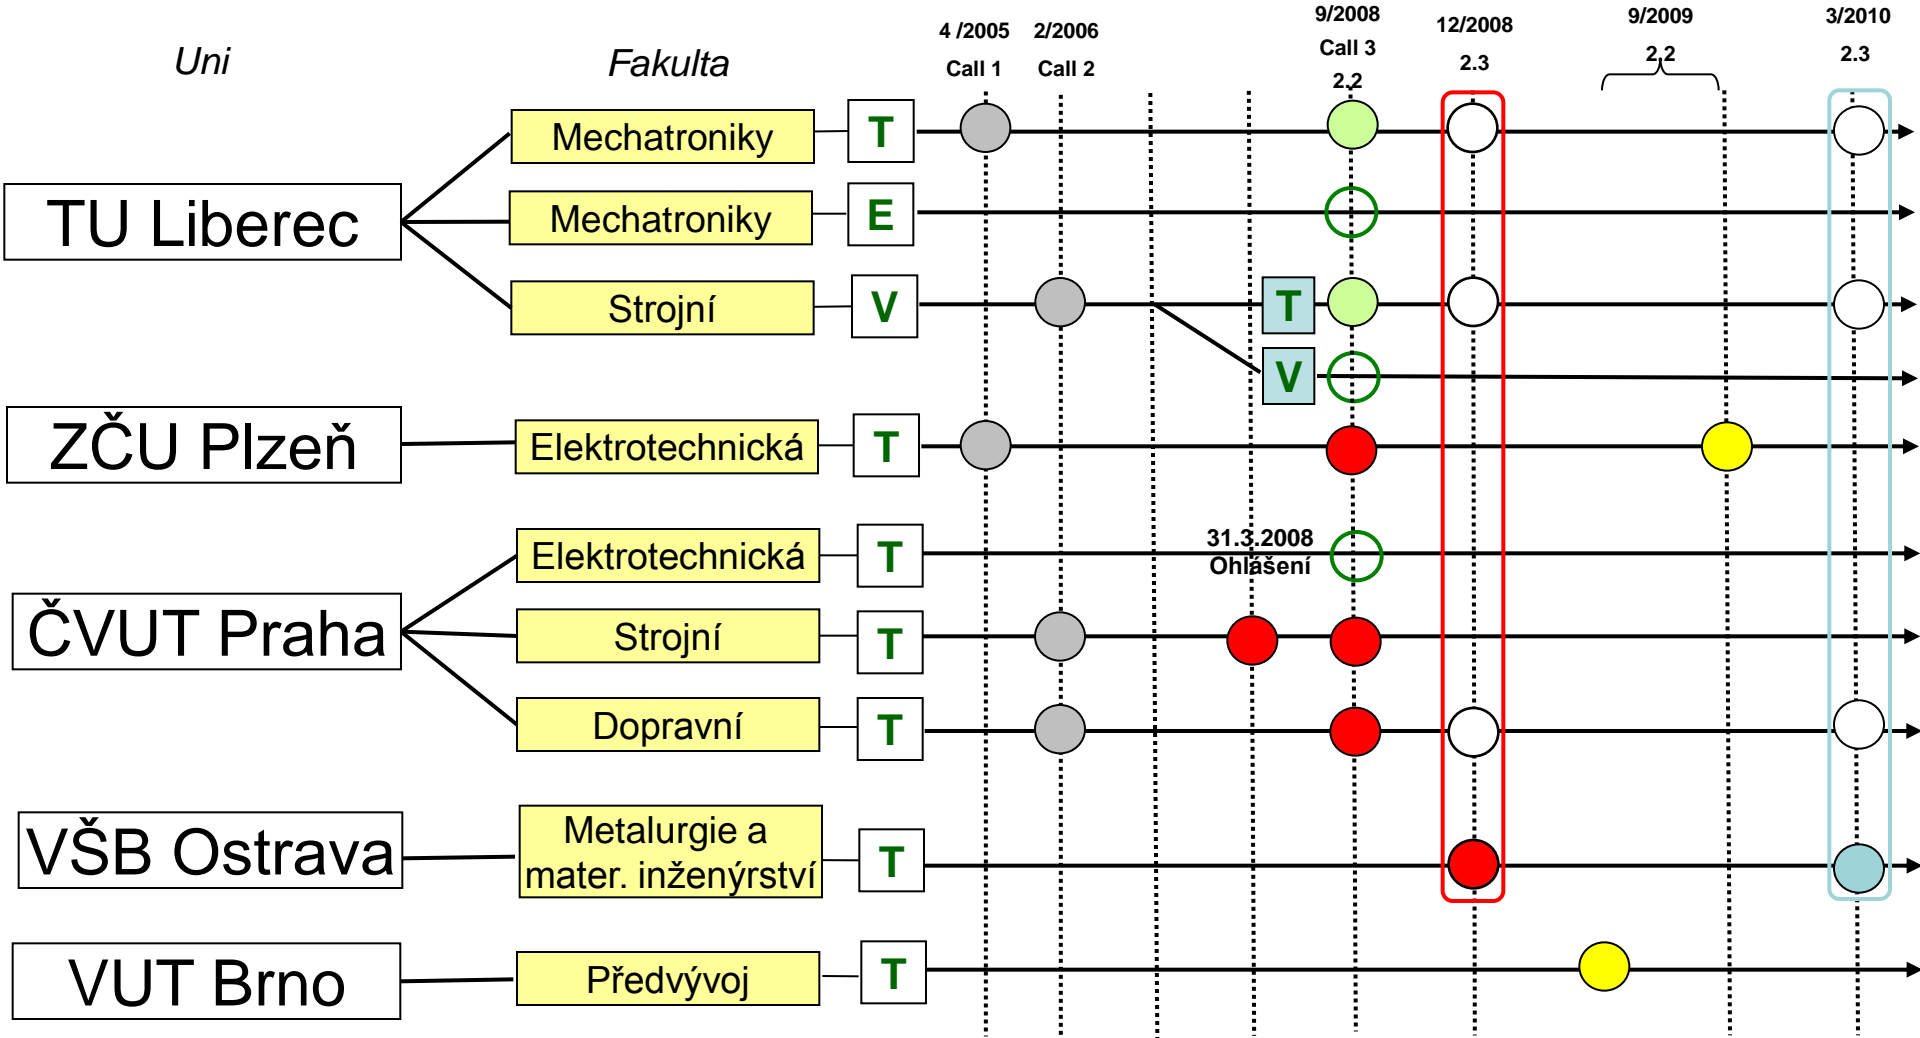 Uni
Fakulta
4 /2005
Call 1
2/2006
Call 2
9/2008
Call 3
2.2
12/2008
2.3
9/2009
2.2
3/2010
2.3
TU Liberec
Mechatroniky
T
Mechatroniky
E
Strojní
V
T
V
ZČU Plzeň
Elektrotechnická
T
ČVUT Praha
Elektrotechnická
T
31.3.2008
Ohlášení
Strojní
T
Dopravní
T
VŠB Ostrava
Metalurgie a
mater. inženýrství
T
VUT Brno
Předvývoj
T